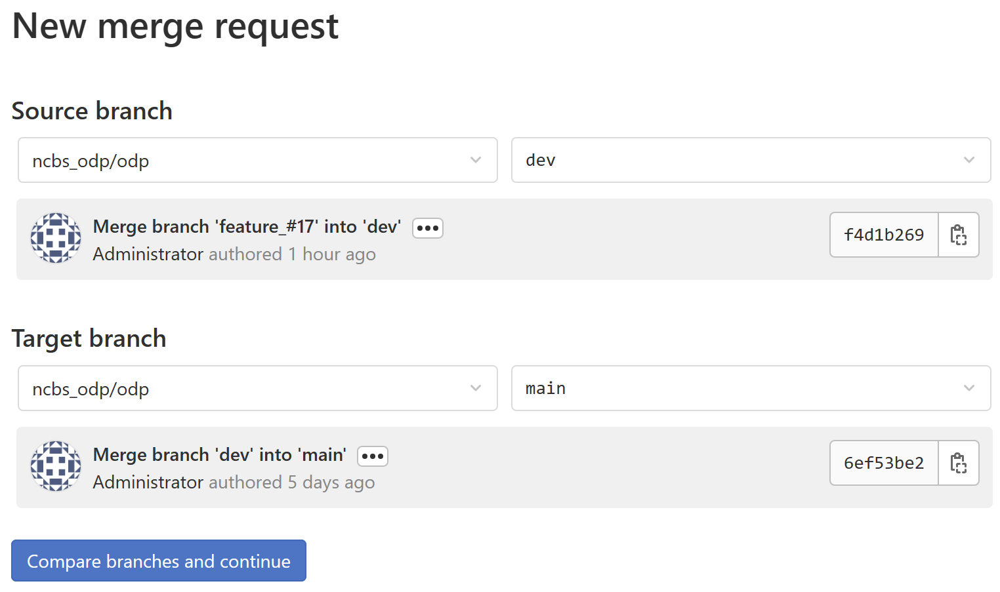 New merge request
Source branch
ncbs_odp/odp
dev
Merge branch 'feature_#17' into 'dev'
Administrator authored 1 hour ago
f4d1b269
Target branch
ncbs_odp/odp
main
Merge branch 'dev' into 'main'
Administrator authored 5 days ago
6ef53be2
Compare branches and continue